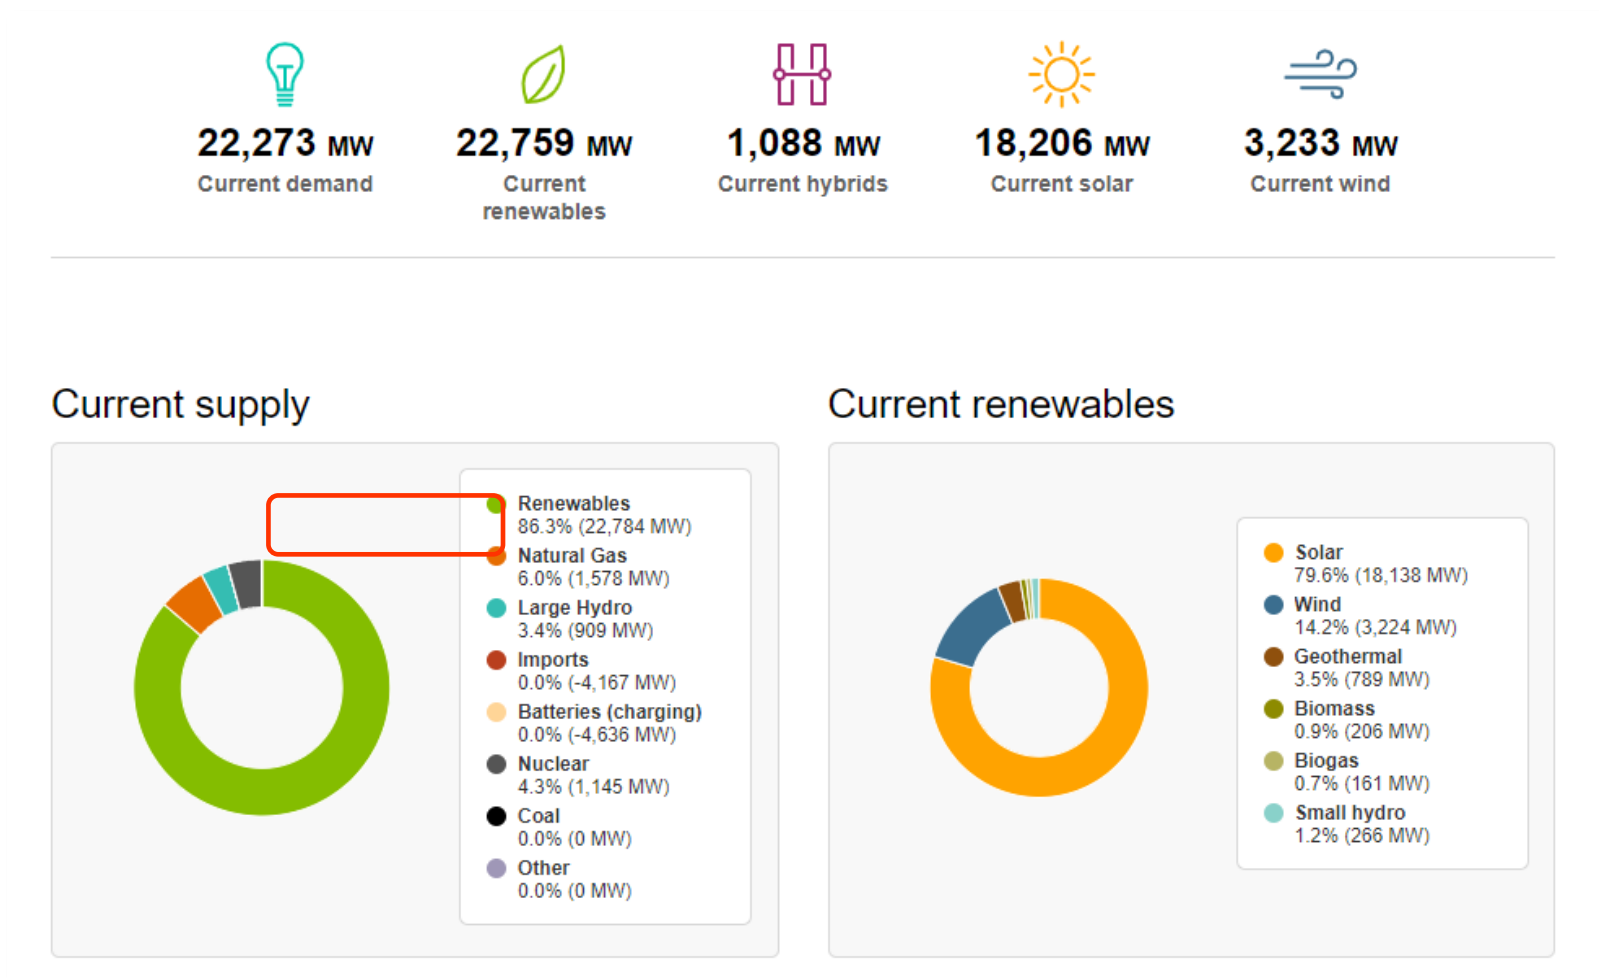 22,273 MW
Current demand
22,759 MW
Current
renewables
1,088 MW
Current hybrids
18,206 MW
Current solar
3,233 MW
Current wind
Current supply
Renewables
86.3% (22,784 MW)
Natural Gas
6.0% (1,578 MW)
Large Hydro
3.4% (909 MW)
Imports
0.0% (-4,167 MW)
Batteries (charging)
0.0% (-4,636 MW)
Nuclear
4.3% (1,145 MW)
Coal
0.0% (0 MW)
Other
0.0% (0 MW)
Current renewables
Solar
79.6% (18,138 MW)
Wind
14.2% (3,224 MW)
Geothermal
3.5% (789 MW)
Biomass
0.9% (206 MW)
Biogas
0.7% (161 MW)
Small hydro
1.2% (266 MW)